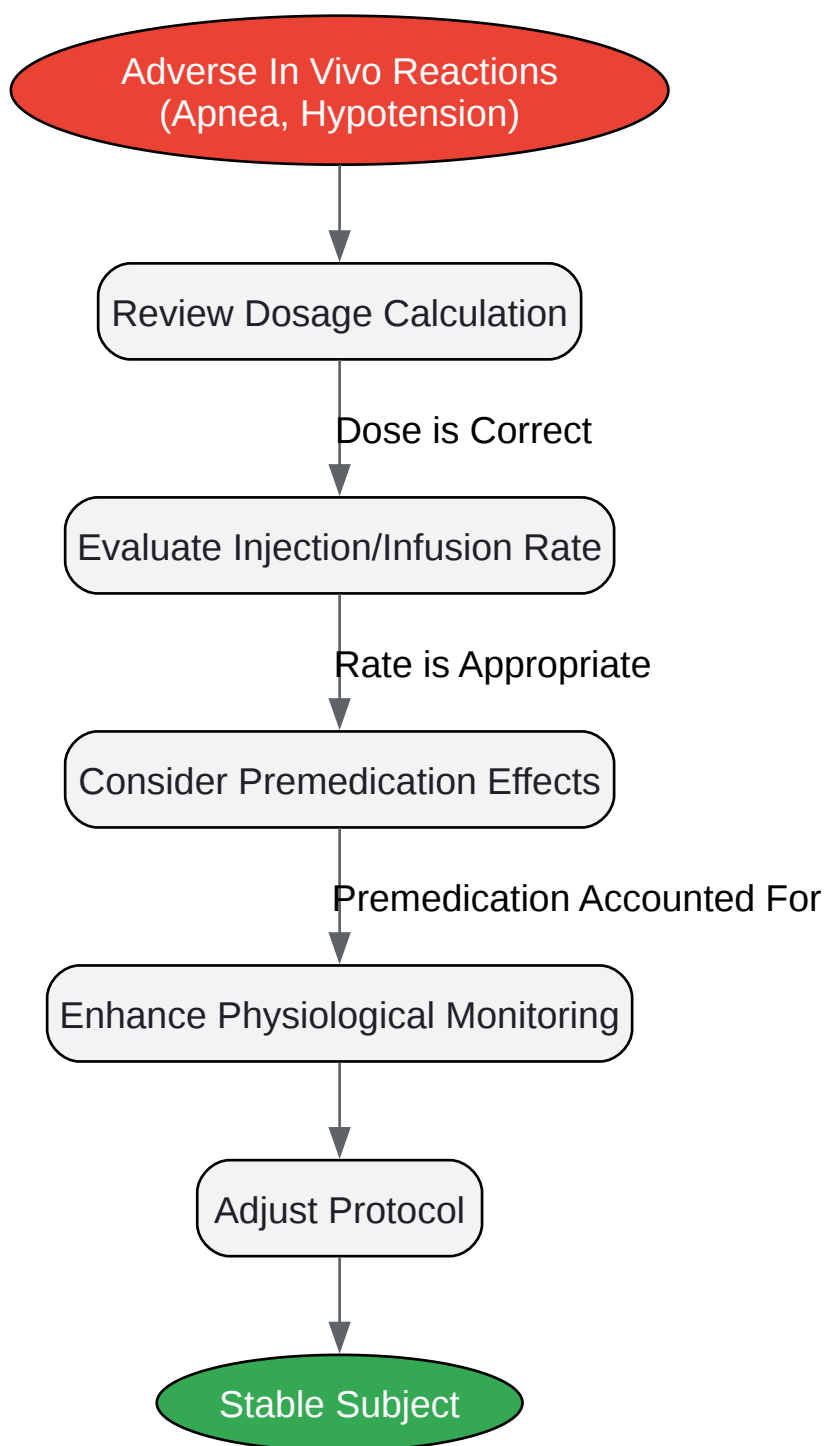 Adverse In Vivo Reactions
(Apnea, Hypotension)
Review Dosage Calculation
Dose is Correct
Evaluate Injection/Infusion Rate
Rate is Appropriate
Consider Premedication Effects
Premedication Accounted For
Enhance Physiological Monitoring
Adjust Protocol
Stable Subject